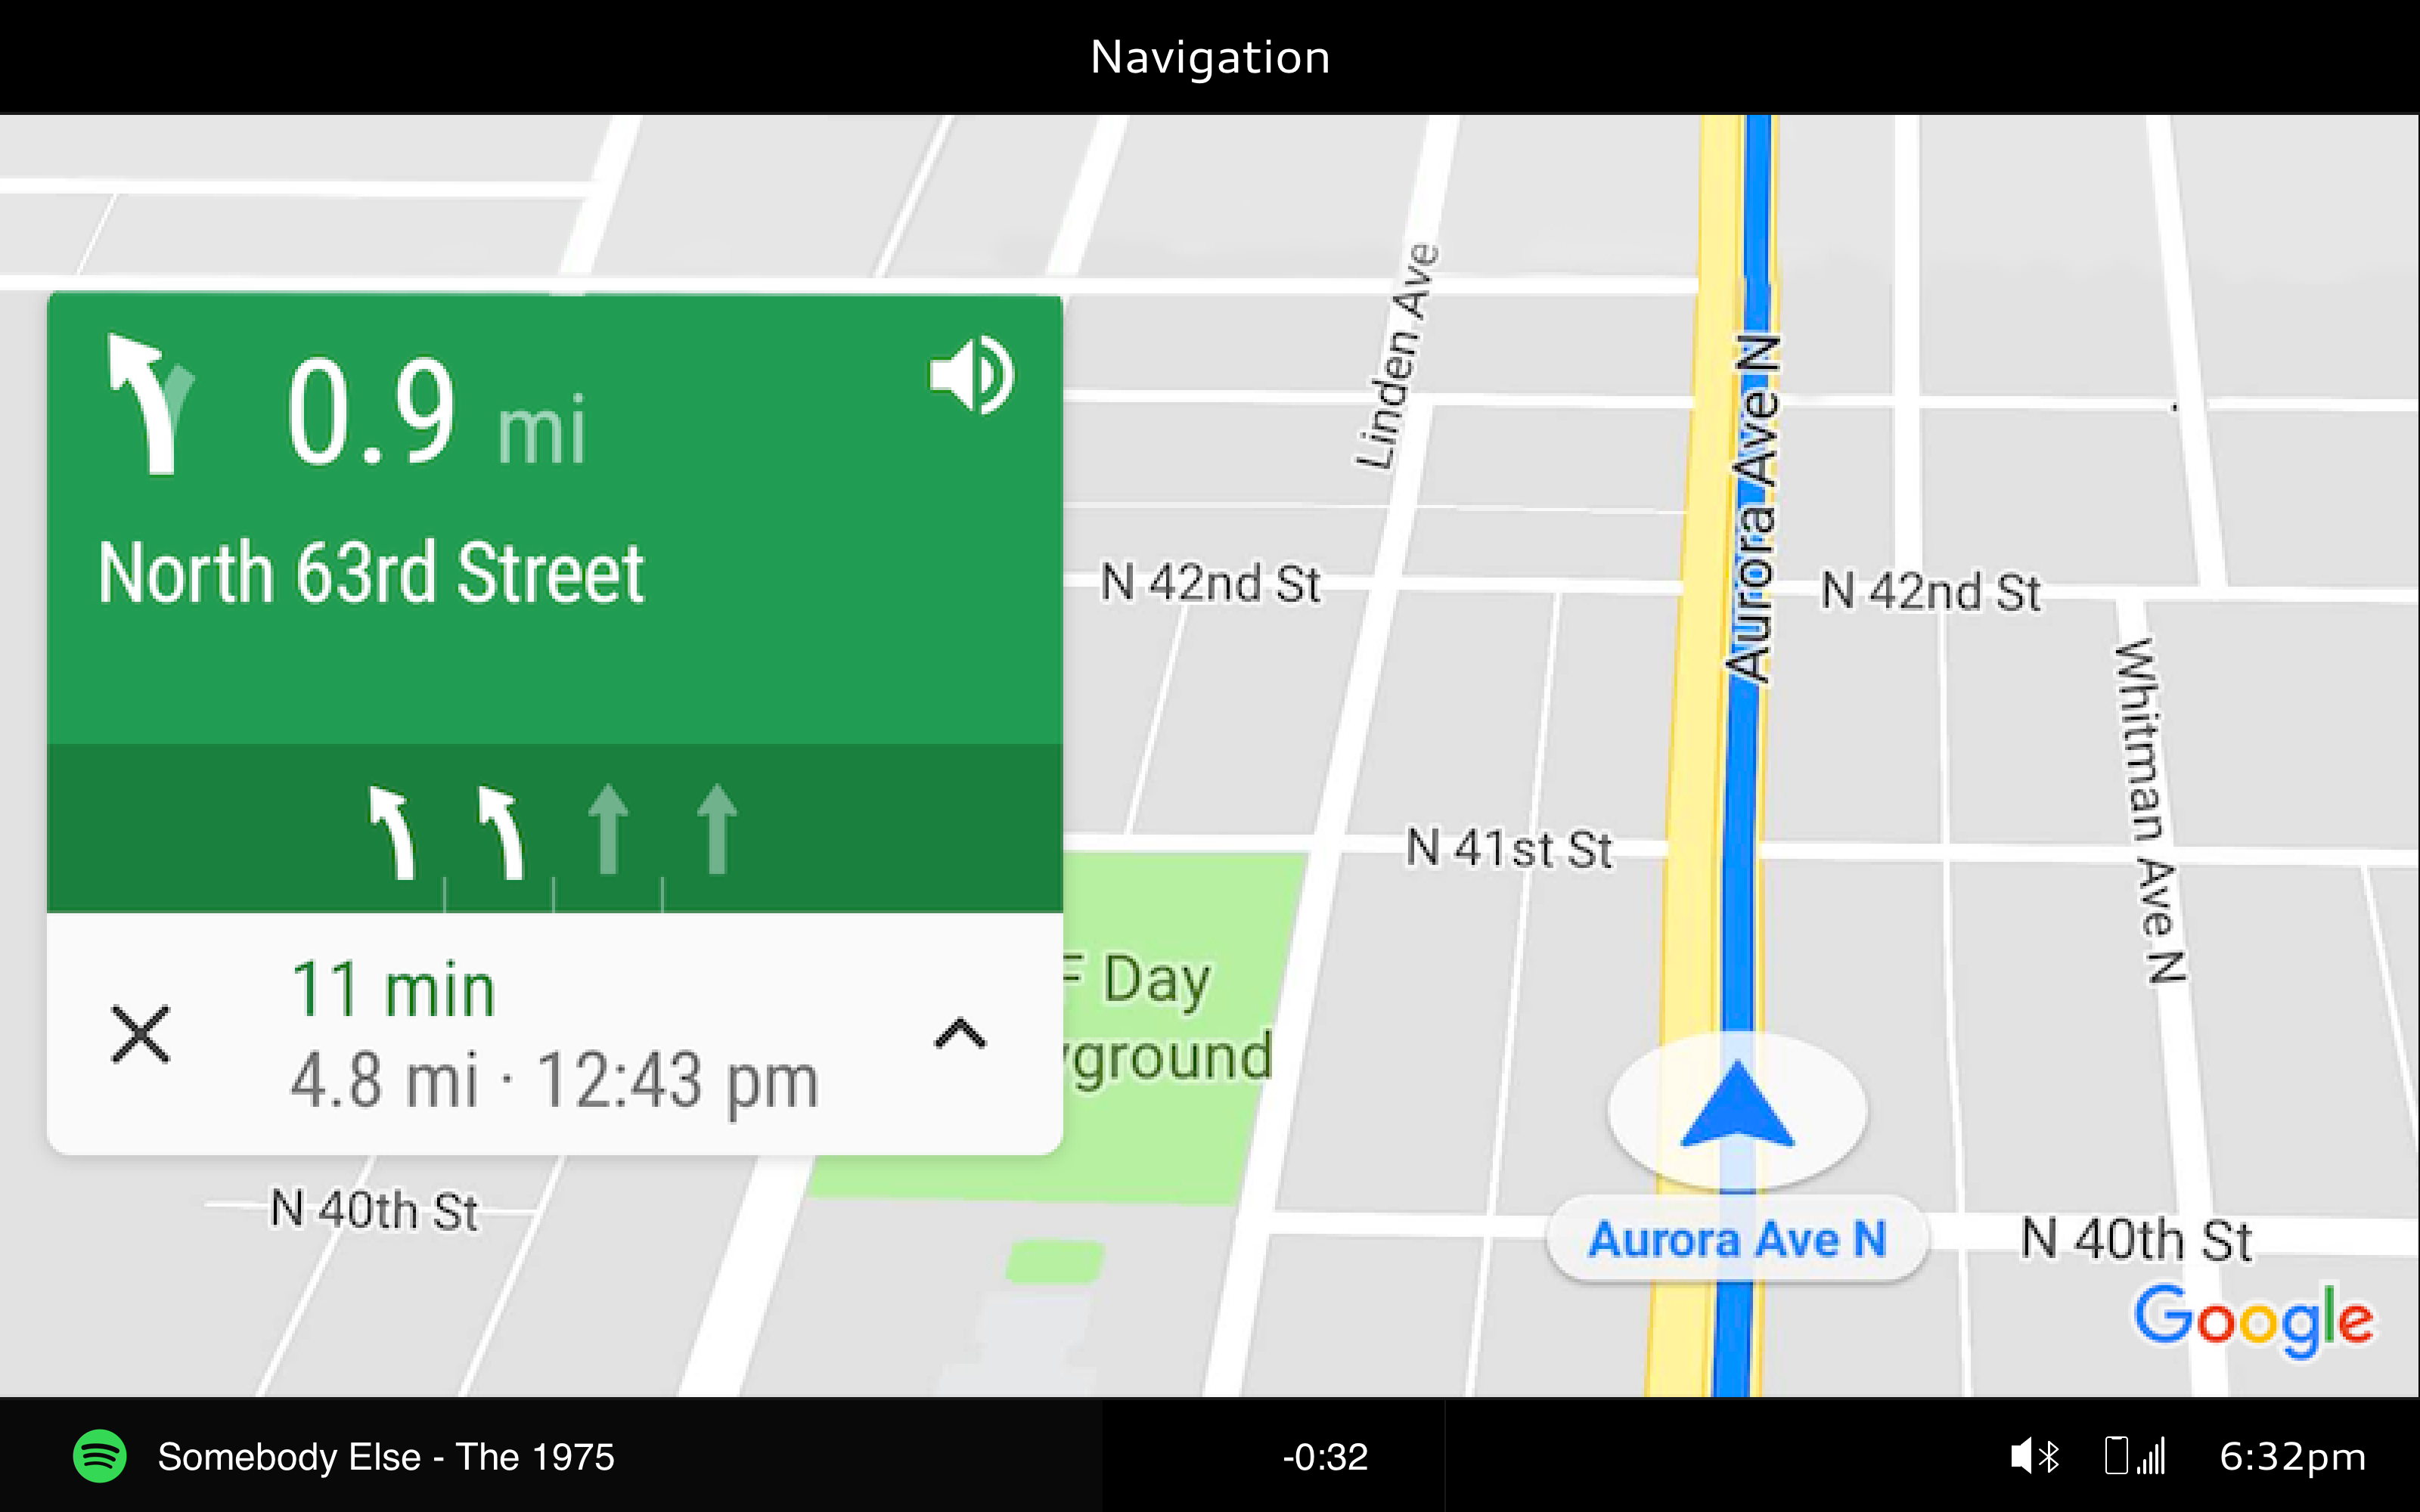 Navigation
0.9 mi
North 63rd Street
11 min
4.8 mi · 12:43 pm
Linden Ave
Aurora Ave N
N 42nd St
N 42nd St
Whitman Ave N
N 41st St
F Day
ground
N 40th St
Aurora Ave N
N 40th St
Google
Somebody Else - The 1975
-0:32
6:32pm